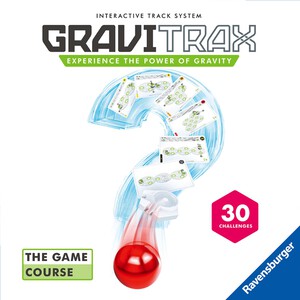 INTERACTIVE TRACK SYSTEM
GRAVITRAX
EXPERIENCE THE POWER OF GRAVITY
30
CHALLENGES
THE GAME
COURSE
Ravensburger